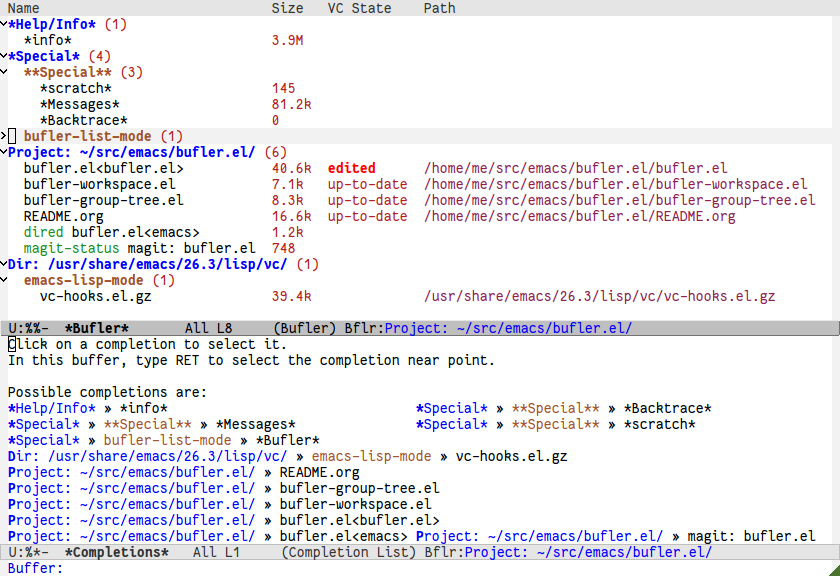 Name Size VC State Path
*Help/Info* (1)
*info* 3.9M
*Special* (4)
**Special** (3)
*scratch* 145
*Messages* 81.2k
*Backtrace* 0
bufler-list-mode (1)
Project: ~/src/emacs/bufler.el/ (6)
bufler.el<bufler.el> 40.6k edited /home/me/src/emacs/bufler.el/bufler.el
bufler-workspace.el 7.1k up-to-date /home/me/src/emacs/bufler.el/bufler-workspace.el
bufler-group-tree.el 8.3k up-to-date /home/me/src/emacs/bufler.el/bufler-group-tree.el
README.org 16.6k up-to-date /home/me/src/emacs/bufler.el/README.org
dired bufler.el<emacs> 1.2k
magit-status magit: bufler.el 748
Dir: /usr/share/emacs/26.3/lisp/vc/ (1)
emacs-lisp-mode (1)
vc-hooks.el.gz 39.4k /usr/share/emacs/26.3/lisp/vc/vc-hooks.el.gz
U:%%- *Bufler* All L8 (Bufler) Bflr:Project: ~/src/emacs/bufler.el/
Click on a completion to select it.
In this buffer, type RET to select the completion near point.
Possible completions are:
*Help/Info* » *info* *Special* » **Special** » *Backtrace*
*Special* » **Special** » *Messages* *Special* » **Special** » *scratch*
*Special* » bufler-list-mode » *Bufler*
Dir: /usr/share/emacs/26.3/lisp/vc/ » emacs-lisp-mode » vc-hooks.el.gz
Project: ~/src/emacs/bufler.el/ » README.org
Project: ~/src/emacs/bufler.el/ » bufler-group-tree.el
Project: ~/src/emacs/bufler.el/ » bufler-workspace.el
Project: ~/src/emacs/bufler.el/ » bufler.el<bufler.el>
Project: ~/src/emacs/bufler.el/ » bufler.el<emacs> Project: ~/src/emacs/bufler.el/ » magit: bufler.el
U:%*- *Completions* All L1 (Completion List) Bflr:Project: ~/src/emacs/bufler.el/
Buffer: